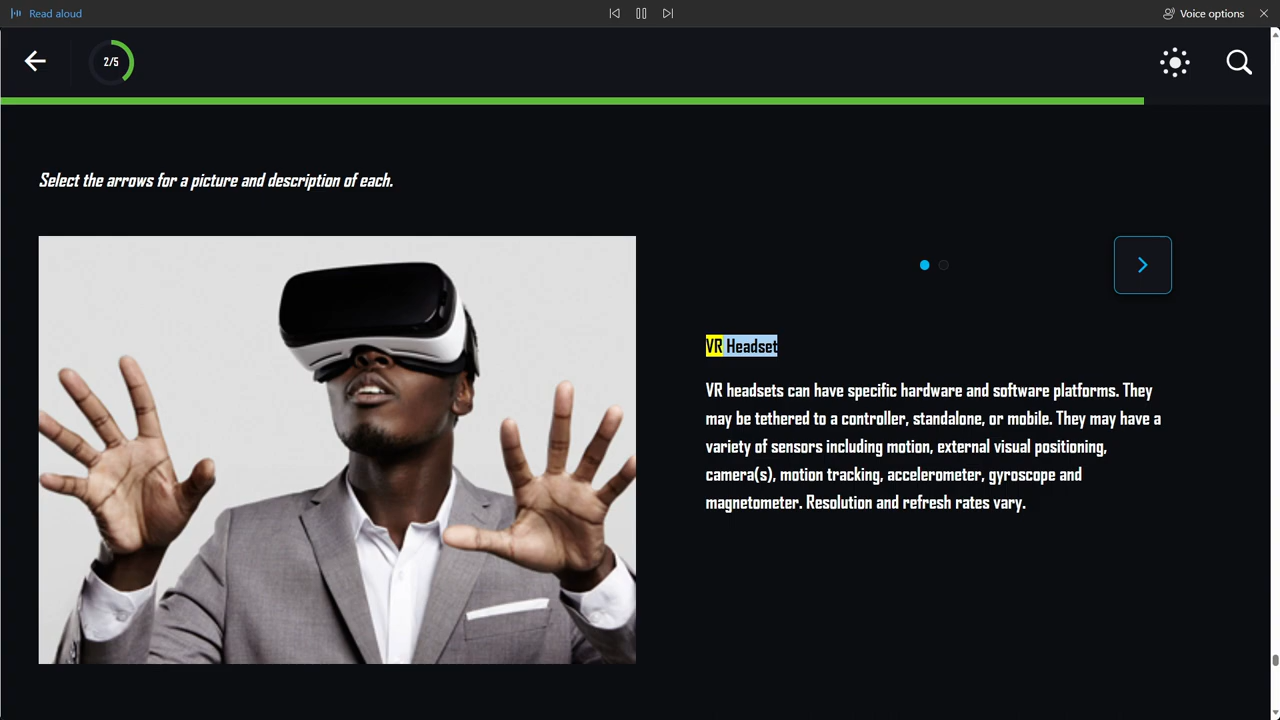 Read aloud
Voice options
2/5
Select the arrows for a picture and description of each.
VR Headset
VR headsets can have specific hardware and software platforms. They
may be tethered to a controller, standalone, or mobile. They may have a
variety of sensors including motion, external visual positioning,
camera(s), motion tracking, accelerometer, gyroscope and
magnetometer. Resolution and refresh rates vary.